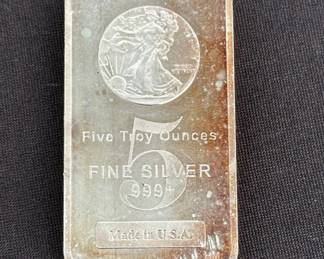 Five Troy Ounces
5
FINE SILVER
999+
Made in U.S.A.